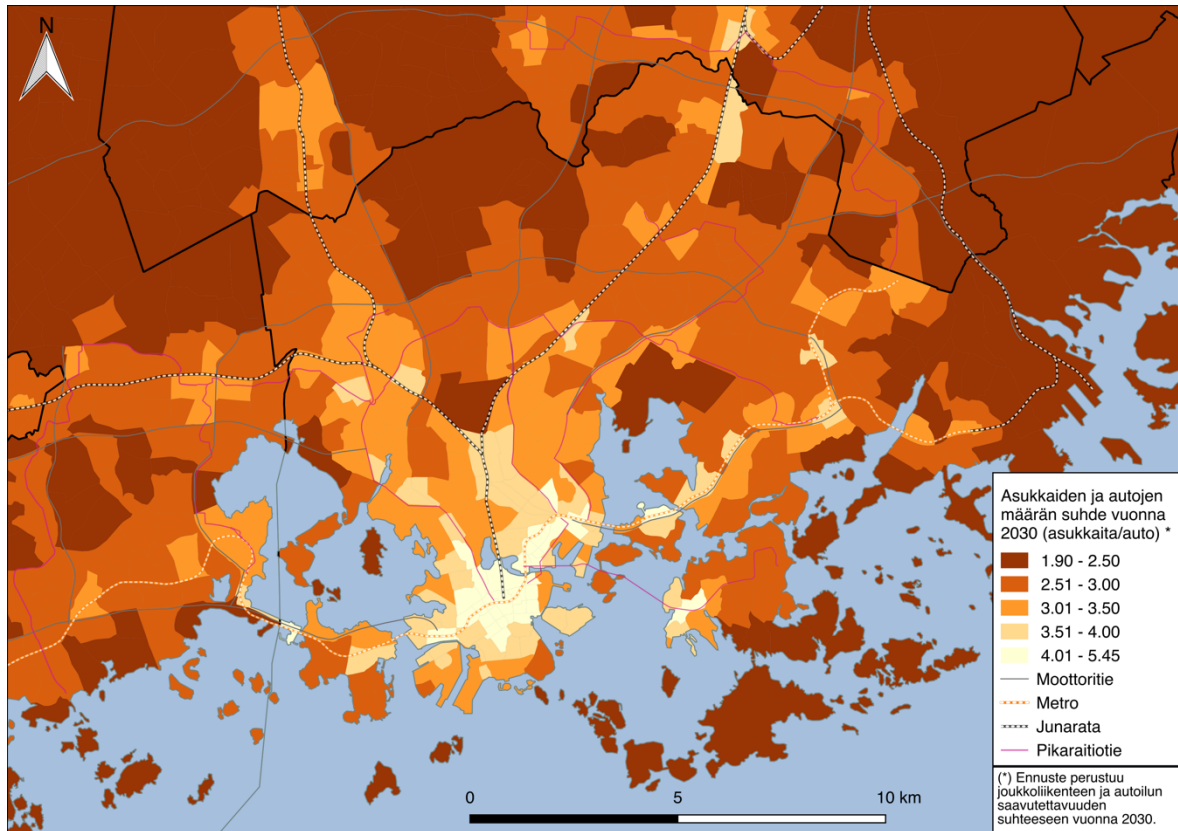 N
Asukkaiden ja autojen
määrän suhde vuonna
2030 (asukkaita/auto) *
1.90 - 2.50
2.51 - 3.00
3.01 - 3.50
3.51 - 4.00
4.01 - 5.45
Moottoritie
Metro
Junarata
Pikaraitiotie
(*) Ennuste perustuu
joukkoliikenteen ja autoilun
saavutettavuuden
suhteeseen vuonna 2030.
0 5 10 km